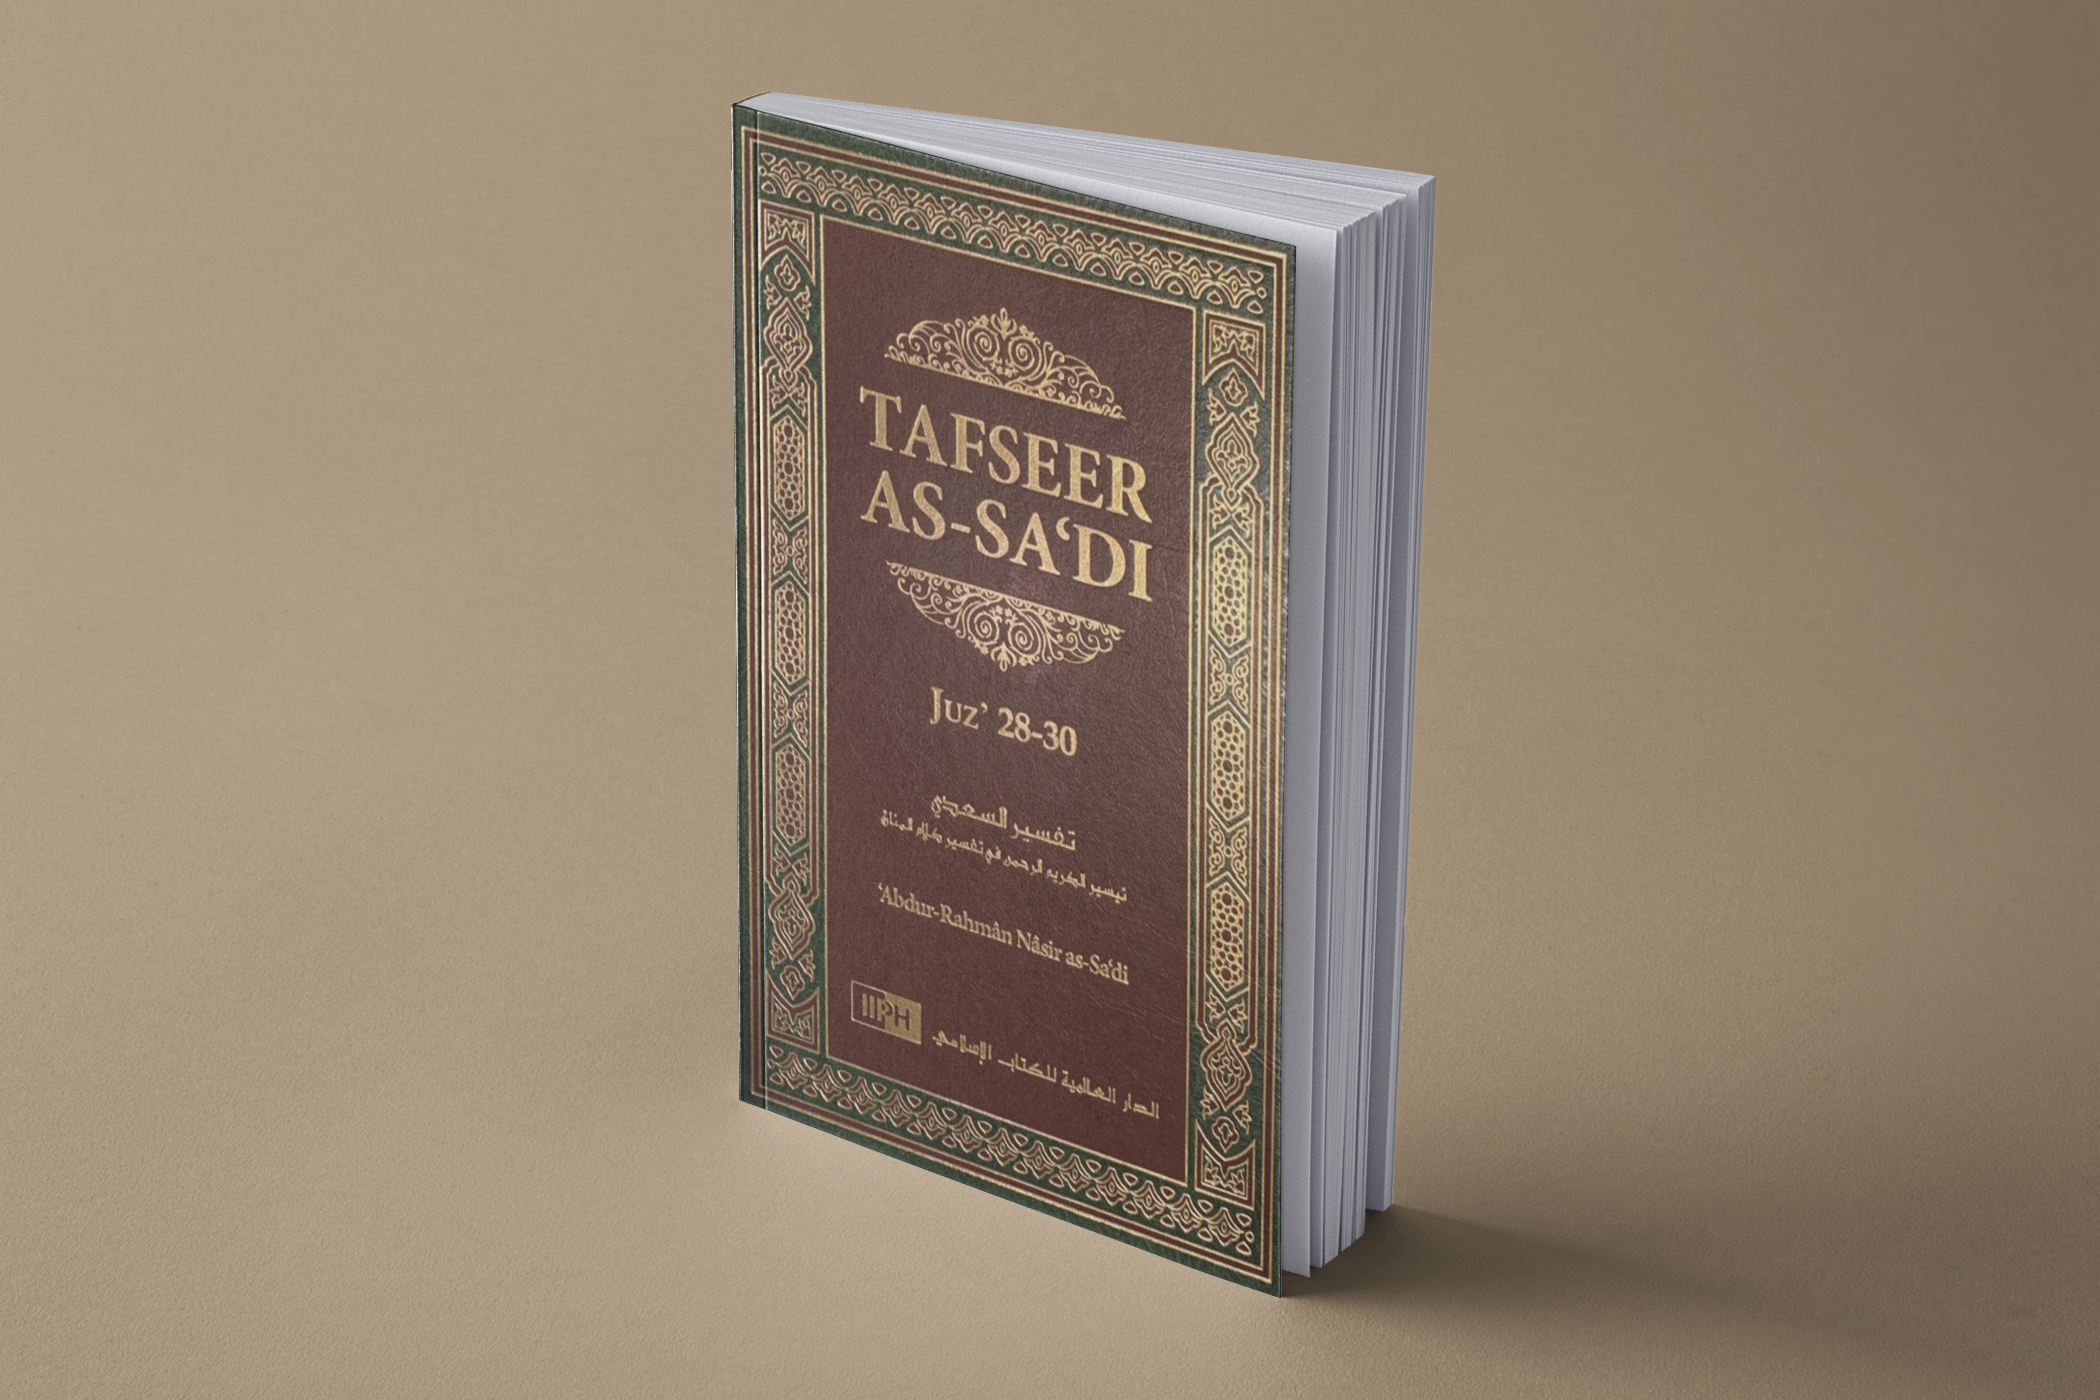 TAFSEER
AS-SA‘DI
Juz’ 28-30
تفسير السعدي
تيسير الكريم الرحمن في تفسير كلام المنان
‘Abdur-Rahmân Nâsir as-Sa‘di
IIPH
الدار العالمية للكتاب الإسلامي